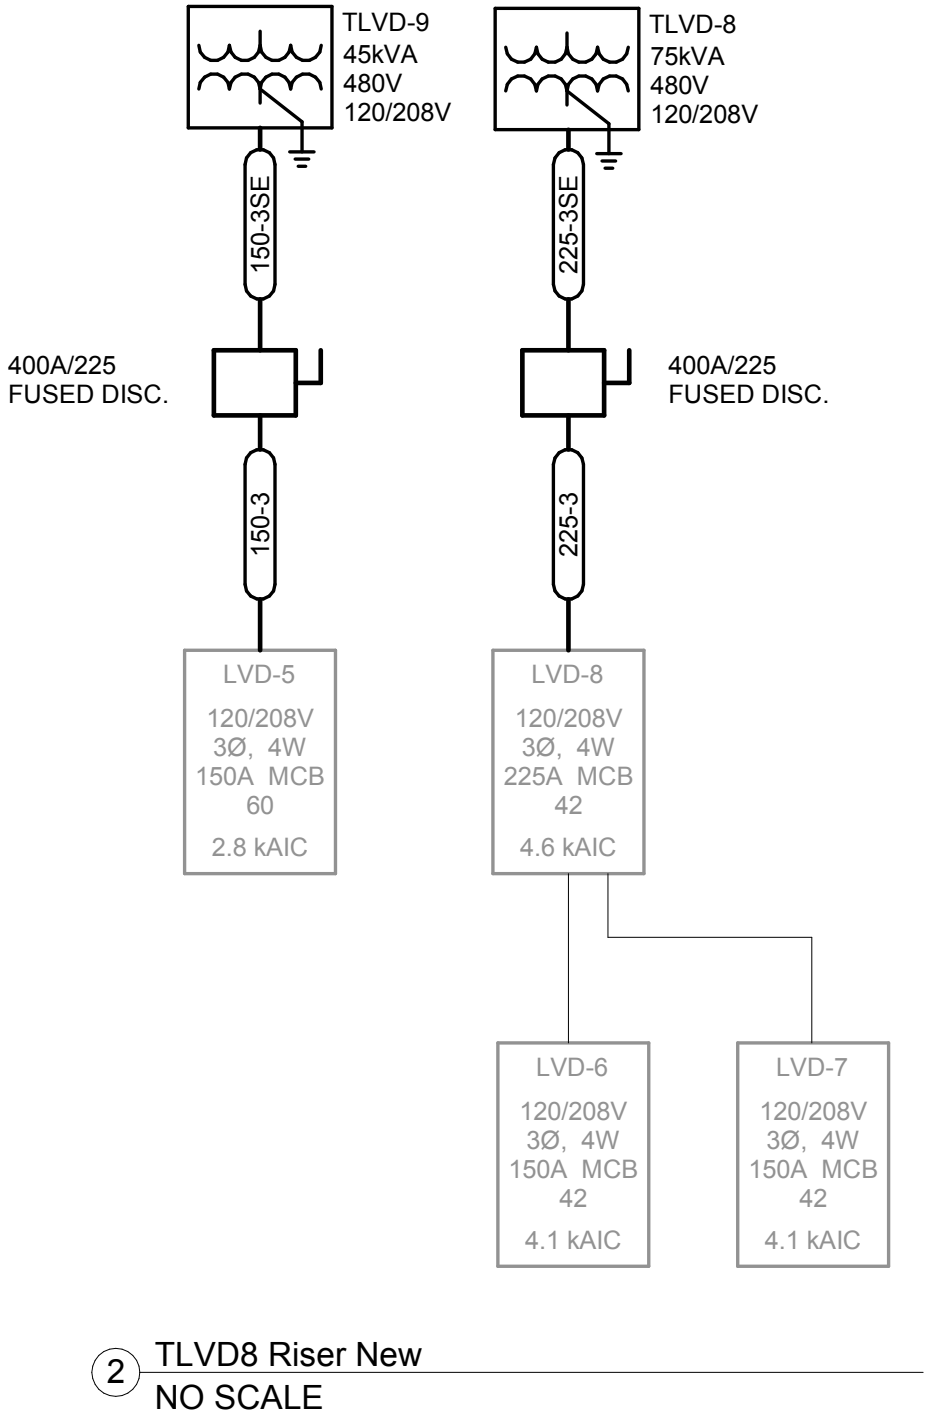 TLVD-9
45kVA
480V
120/208V
150-3SE
400A/225
FUSED DISC.
150-3
LVD-5
120/208V
3Ø, 4W
150A MCB
60
2.8 kAIC
TLVD-8
75kVA
480V
120/208V
225-3SE
400A/225
FUSED DISC.
225-3
LVD-8
120/208V
3Ø, 4W
225A MCB
42
4.6 kAIC
LVD-6
120/208V
3Ø, 4W
150A MCB
42
4.1 kAIC
LVD-7
120/208V
3Ø, 4W
150A MCB
42
4.1 kAIC
2
TLVD8 Riser New
NO SCALE